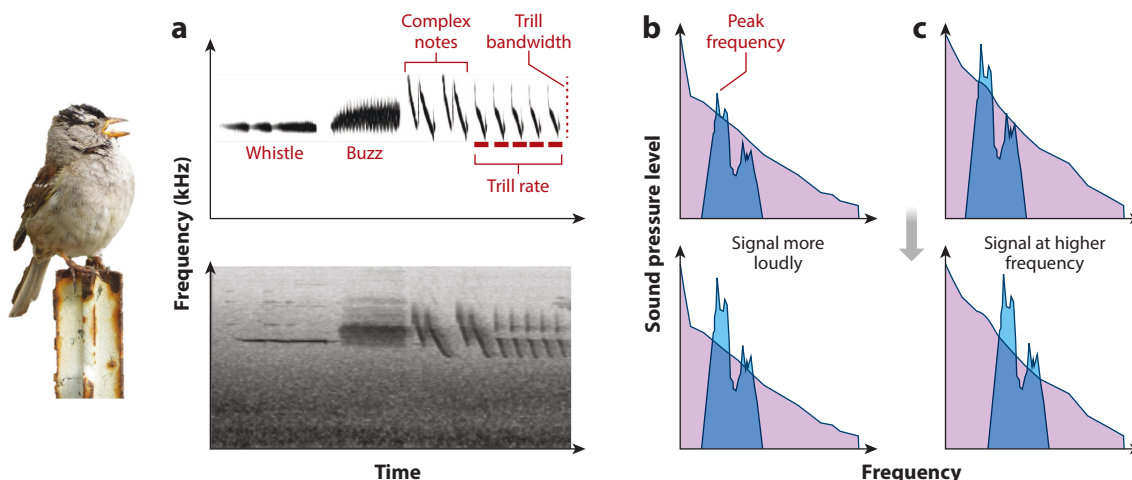 a
Complex
notes
Trill
bandwidth
Whistle
Buzz
Trill rate
Frequency (kHz)
Time
b
Peak
frequency
c
Signal more
loudly
Signal at higher
frequency
Sound pressure level
Frequency